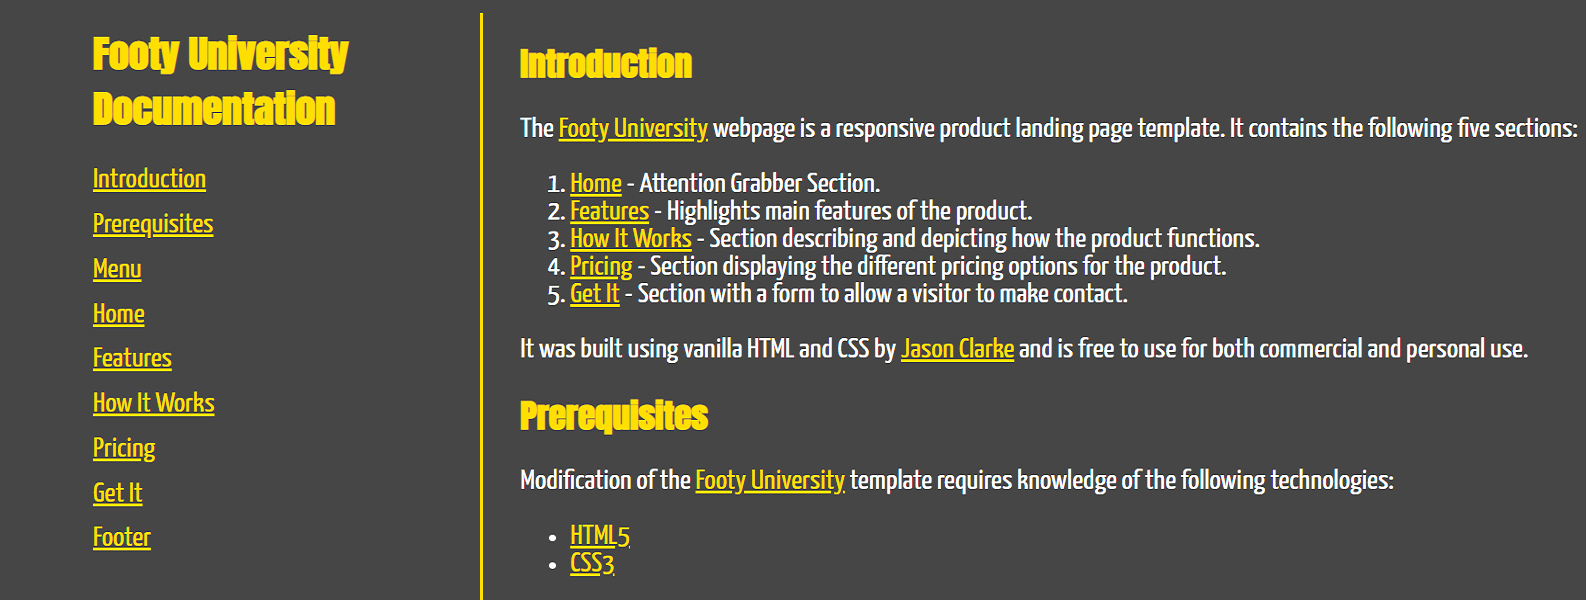 Footy University
Documentation
Introduction
Prerequisites
Menu
Home
Features
How It Works
Pricing
Get It
Footer
Introduction
The Footy University webpage is a responsive product landing page template. It contains the following five sections:
1. Home - Attention Grabber Section.
2. Features - Highlights main features of the product.
3. How It Works - Section describing and depicting how the product functions.
4. Pricing - Section displaying the different pricing options for the product.
5. Get It - Section with a form to allow a visitor to make contact.
It was built using vanilla HTML and CSS by Jason Clarke and is free to use for both commercial and personal use.
Prerequisites
Modification of the Footy University template requires knowledge of the following technologies:
• HTML5
• CSS3